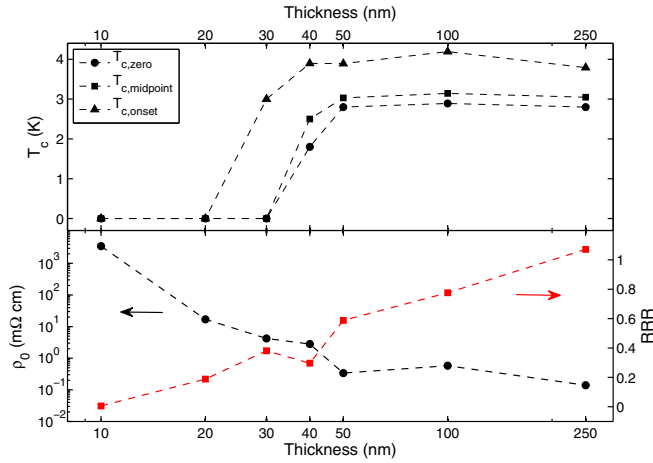 Thickness (nm)
10 20 30 40 50 100 250
T_c,zero
T_c,midpoint
T_c,onset
T_c (K)
4
3
2
1
0
ρ_0 (mΩ cm)
10^3
10^2
10^1
10^0
10^-1
10^-2
1
0.8
0.6
0.4
0.2
0
RRR
10 20 30 40 50 100 250
Thickness (nm)